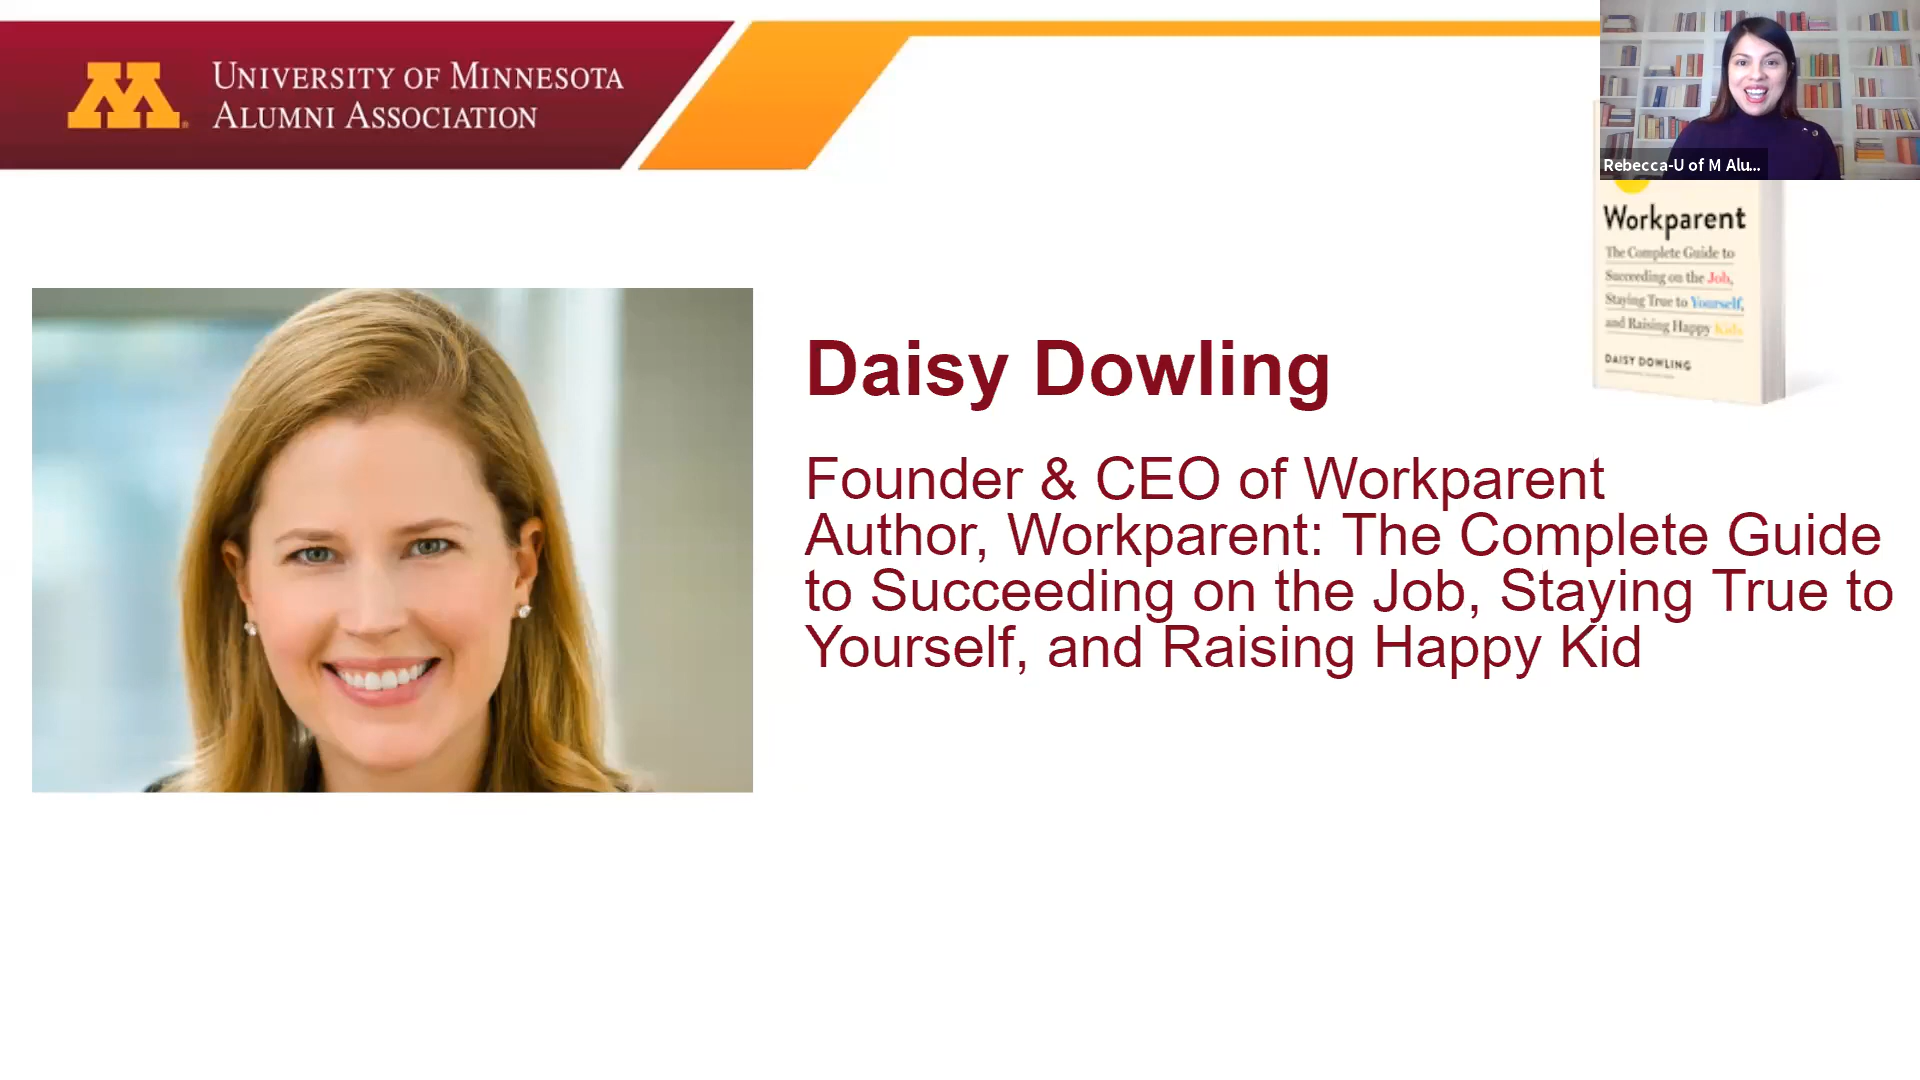 UNIVERSITY OF MINNESOTA
ALUMNI ASSOCIATION
Rebecca-U of M Alu...
Workparent
The Complete Guide to
Succeeding on the Job,
Staying True to Yourself,
and Raising Happy Kids
DAISY DOWLING
Daisy Dowling
Founder & CEO of Workparent
Author, Workparent: The Complete Guide
to Succeeding on the Job, Staying True to
Yourself, and Raising Happy Kid